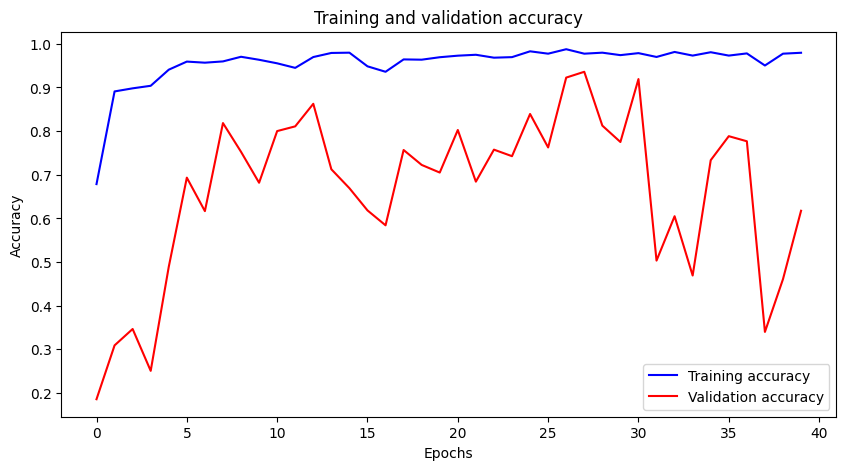 Training and validation accuracy
Accuracy
1.0
0.9
0.8
0.7
0.6
0.5
0.4
0.3
0.2
0 5 10 15 20 25 30 35 40
Epochs
Training accuracy
Validation accuracy